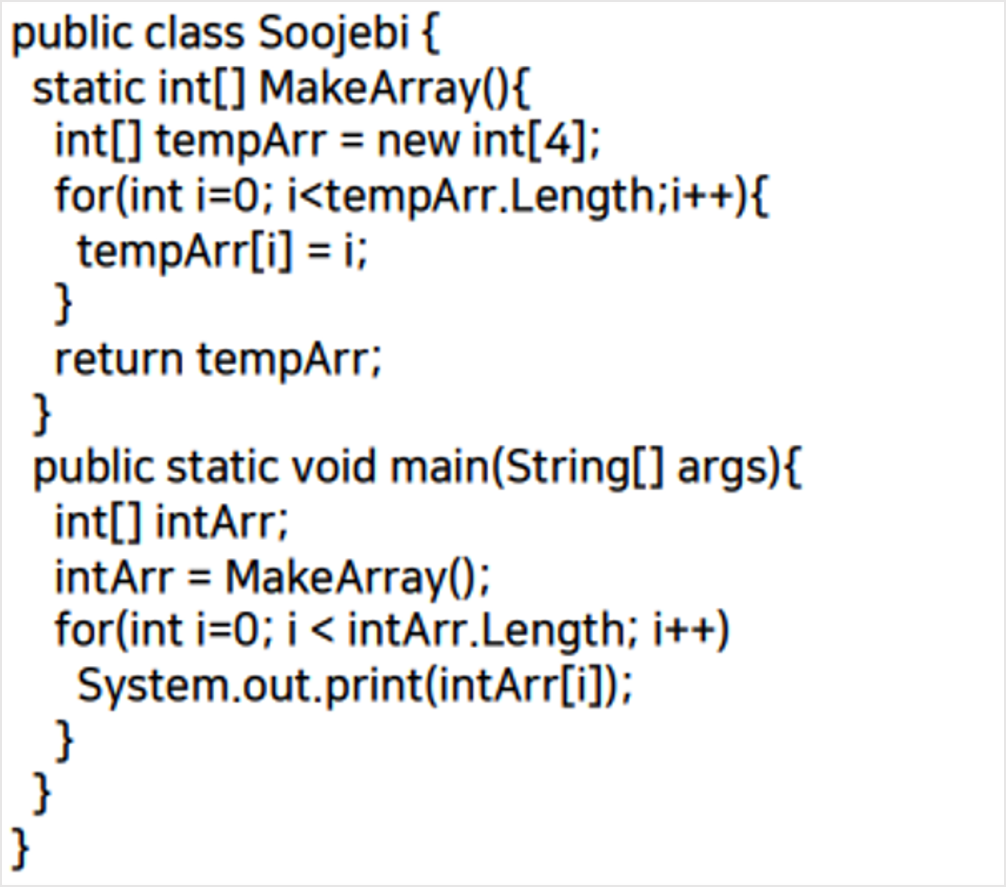 public class Soojebi {
static int[] MakeArray(){
int[] tempArr = new int[4];
for(int i=0; i<tempArr.Length;i++){
tempArr[i] = i;
}
return tempArr;
}
public static void main(String[] args){
int[] intArr;
intArr = MakeArray();
for(int i=0; i < intArr.Length; i++)
System.out.print(intArr[i]);
}
}
}